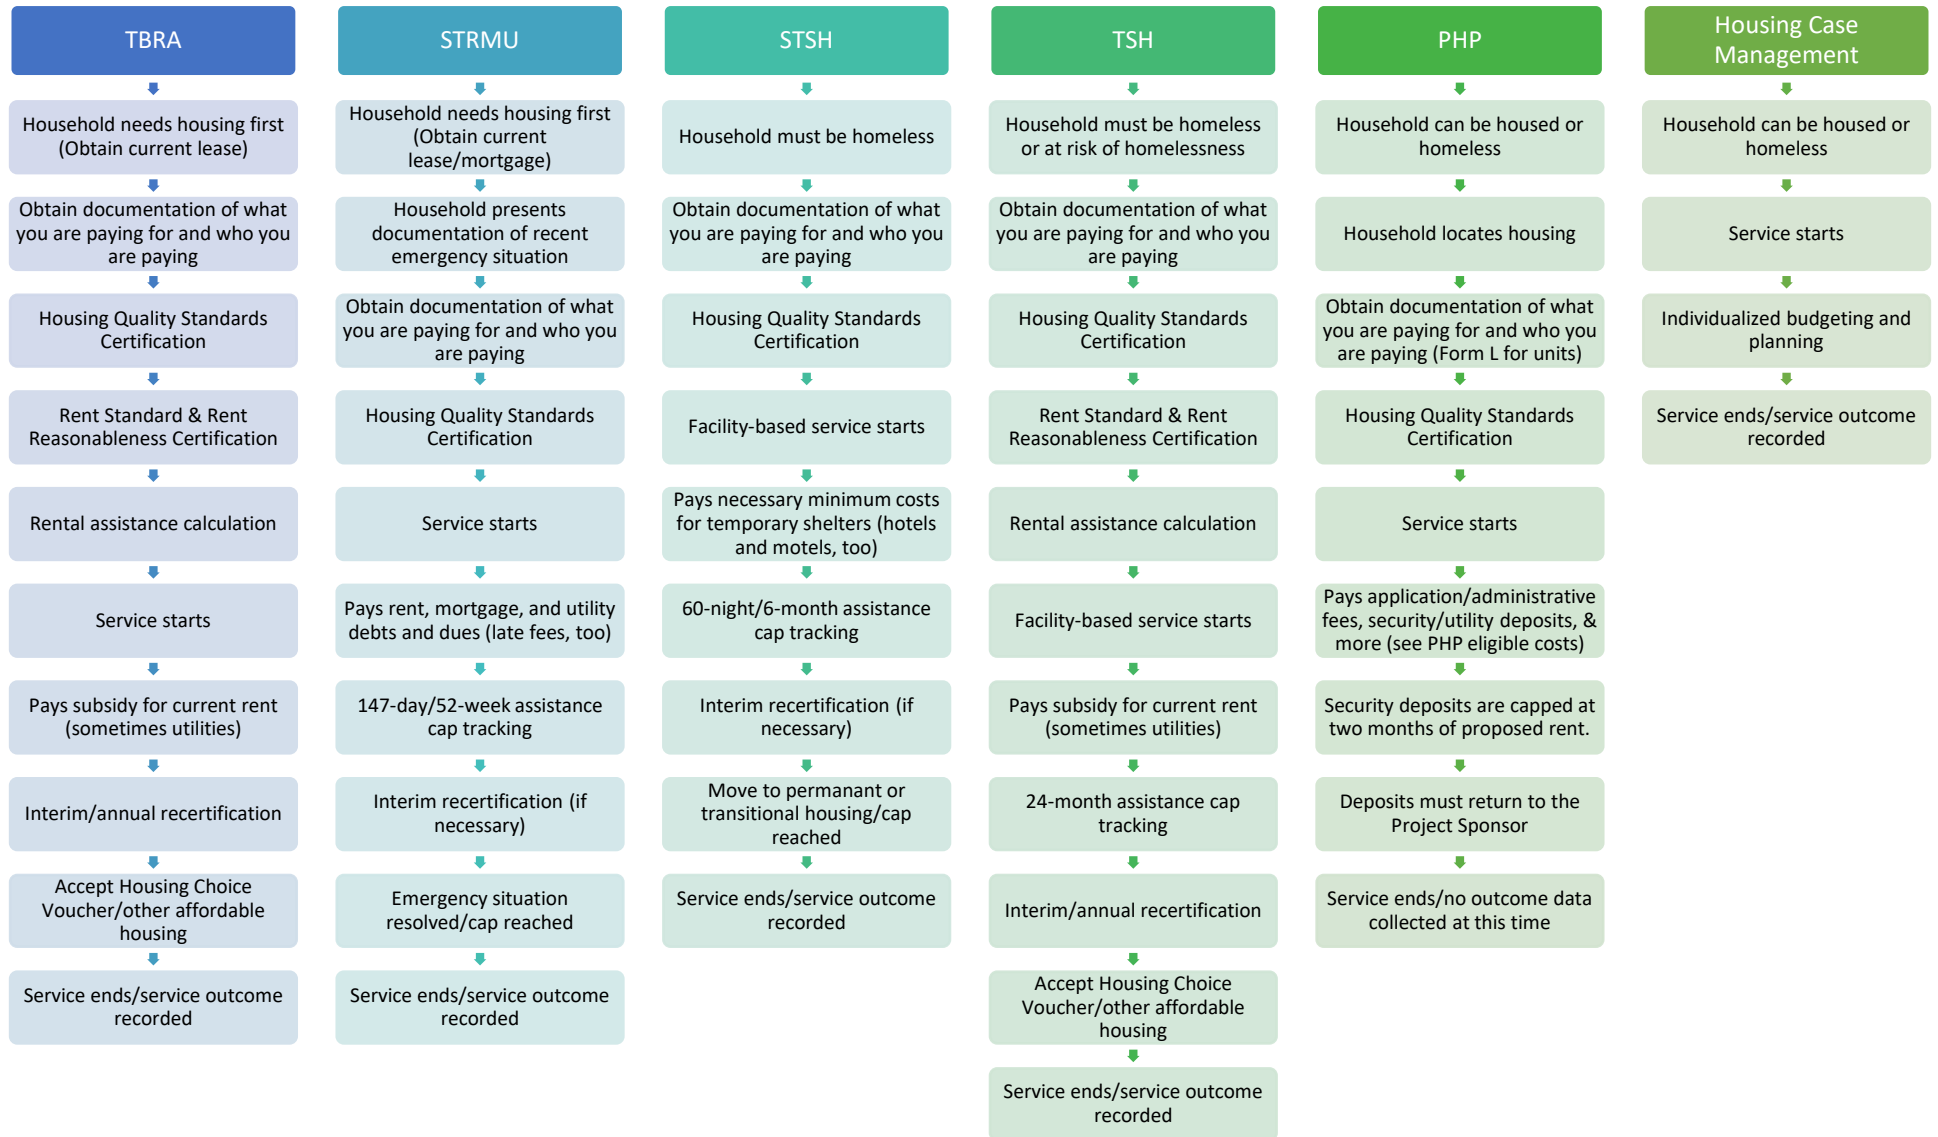 TBRA
Household needs housing first
(Obtain current lease)
Obtain documentation of what
you are paying for and who you
are paying
Housing Quality Standards
Certification
Rent Standard & Rent
Reasonableness Certification
Rental assistance calculation
Service starts
Pays subsidy for current rent
(sometimes utilities)
Interim/annual recertification
Accept Housing Choice
Voucher/other affordable
housing
Service ends/service outcome
recorded
STRMU
Household needs housing first
(Obtain current
lease/mortgage)
Household presents
documentation of recent
emergency situation
Obtain documentation of what
you are paying for and who you
are paying
Housing Quality Standards
Certification
Service starts
Pays rent, mortgage, and utility
debts and dues (late fees, too)
147-day/52-week assistance
cap tracking
Interim recertification (if
necessary)
Emergency situation
resolved/cap reached
Service ends/service outcome
recorded
STSH
Household must be homeless
Obtain documentation of what
you are paying for and who you
are paying
Housing Quality Standards
Certification
Facility-based service starts
Pays necessary minimum costs
for temporary shelters (hotels
and motels, too)
60-night/6-month assistance
cap tracking
Interim recertification (if
necessary)
Move to permanant or
transitional housing/cap
reached
Service ends/service outcome
recorded
TSH
Household must be homeless
or at risk of homelessness
Obtain documentation of what
you are paying for and who you
are paying
Housing Quality Standards
Certification
Rent Standard & Rent
Reasonableness Certification
Rental assistance calculation
Facility-based service starts
Pays subsidy for current rent
(sometimes utilities)
24-month assistance cap
tracking
Interim/annual recertification
Accept Housing Choice
Voucher/other affordable
housing
Service ends/service outcome
recorded
PHP
Household can be housed or
homeless
Household locates housing
Obtain documentation of what
you are paying for and who you
are paying (Form L for units)
Housing Quality Standards
Certification
Service starts
Pays application/administrative
fees, security/utility deposits, &
more (see PHP eligible costs)
Security deposits are capped at
two months of proposed rent.
Deposits must return to the
Project Sponsor
Service ends/no outcome data
collected at this time
Housing Case
Management
Household can be housed or
homeless
Service starts
Individualized budgeting and
planning
Service ends/service outcome
recorded